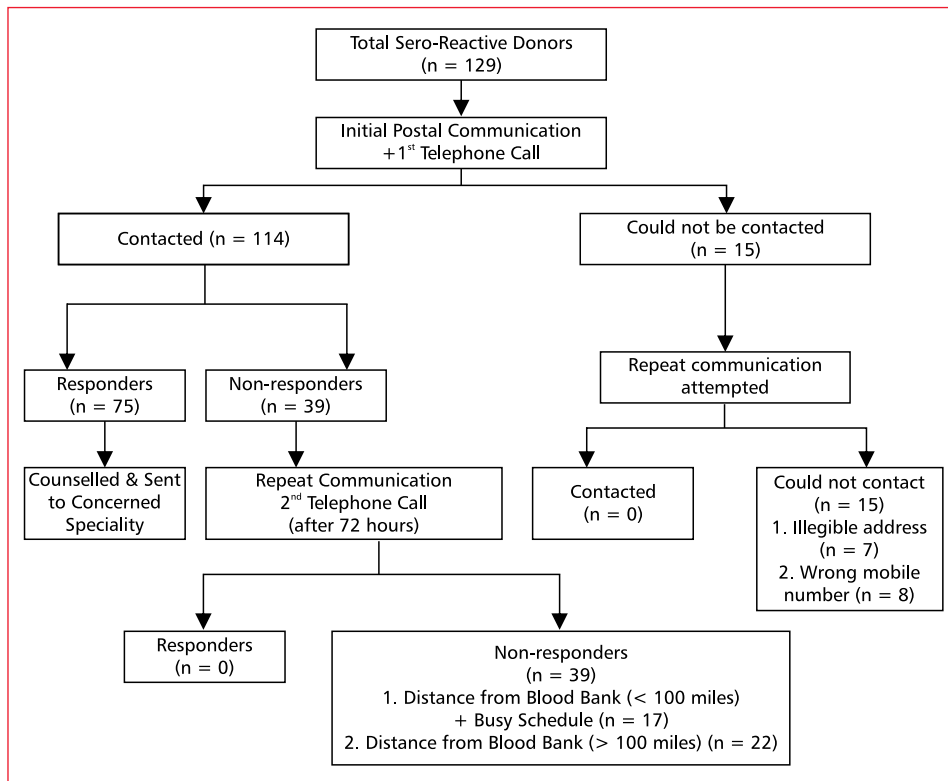 Total Sero-Reactive Donors
(n = 129)
Initial Postal Communication
+1st Telephone Call
Contacted (n = 114)
Could not be contacted
(n = 15)
Responders
(n = 75)
Non-responders
(n = 39)
Repeat communication
attempted
Counselled & Sent
to Concerned
Speciality
Repeat Communication
2nd Telephone Call
(after 72 hours)
Contacted
(n = 0)
Could not contact
(n = 15)
1. Illegible address
(n = 7)
2. Wrong mobile
number (n = 8)
Responders
(n = 0)
Non-responders
(n = 39)
1. Distance from Blood Bank (< 100 miles)
+ Busy Schedule (n = 17)
2. Distance from Blood Bank (> 100 miles) (n = 22)